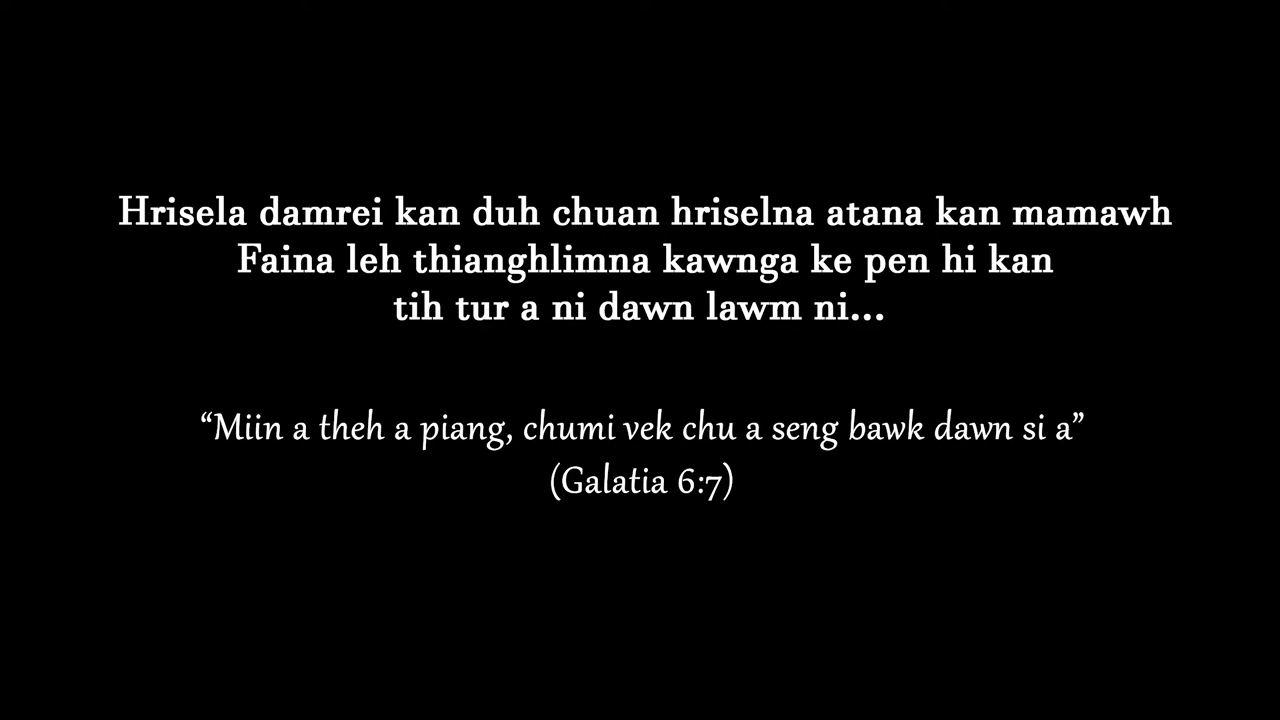 Hrisela damrei kan duh chuan hriselna atana kan mamawh
Faina leh thianghlimna kawnga ke pen hi kan
tih tur a ni dawn lawm ni...
“Miin a theh a piang, chumi vek chu a seng bawk dawn si a”
(Galatia 6:7)